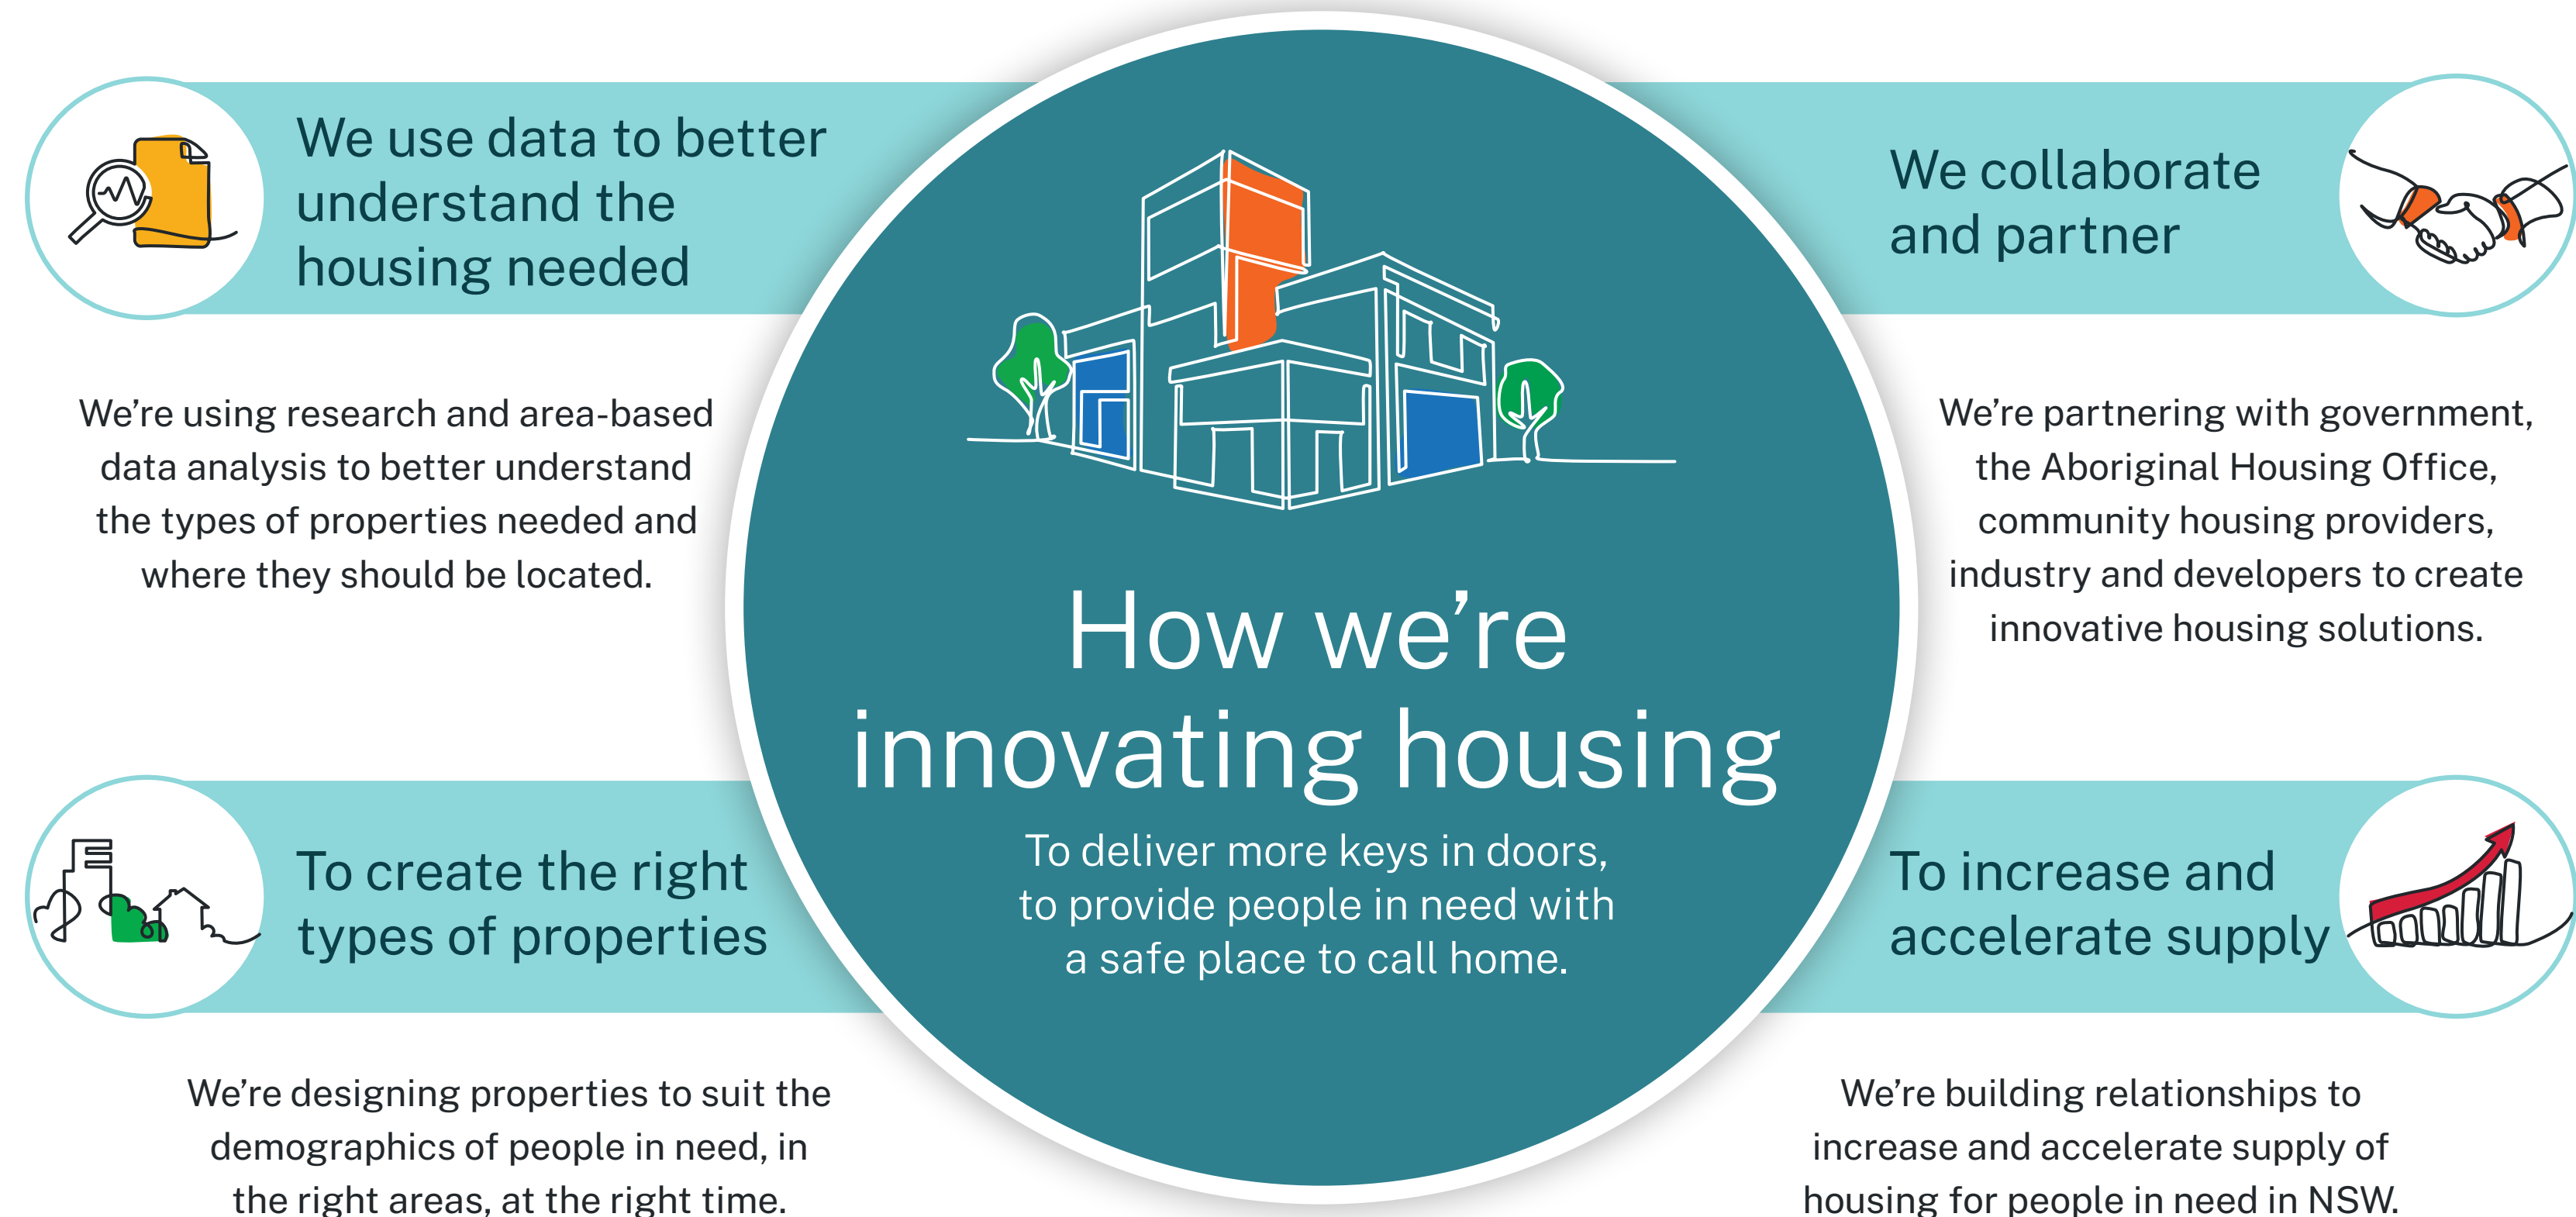 We use data to better
understand the
housing needed
We’re using research and area-based
data analysis to better understand
the types of properties needed and
where they should be located.
To create the right
types of properties
We’re designing properties to suit the
demographics of people in need, in
the right areas, at the right time.
How we’re
innovating housing
To deliver more keys in doors,
to provide people in need with
a safe place to call home.
We collaborate
and partner
We’re partnering with government,
the Aboriginal Housing Office,
community housing providers,
industry and developers to create
innovative housing solutions.
To increase and
accelerate supply
We’re building relationships to
increase and accelerate supply of
housing for people in need in NSW.